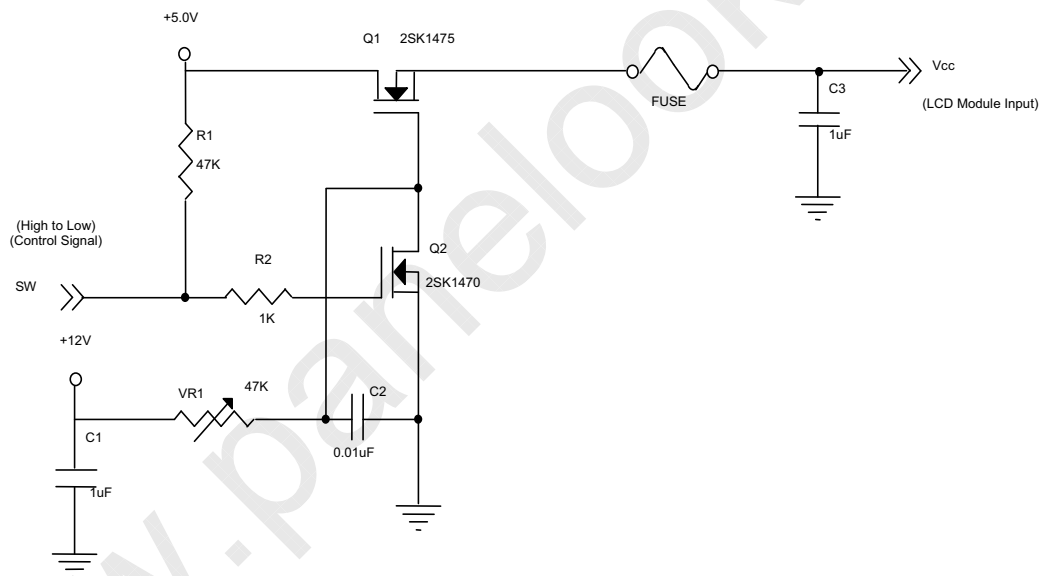 +5.0V
Q1 2SK1475
Vcc
FUSE
C3
(LCD Module Input)
R1
1uF
47K
(High to Low)
(Control Signal)
Q2
R2
2SK1470
SW
1K
+12V
VR1
47K
C2
C1
0.01uF
1uF
w.panelook